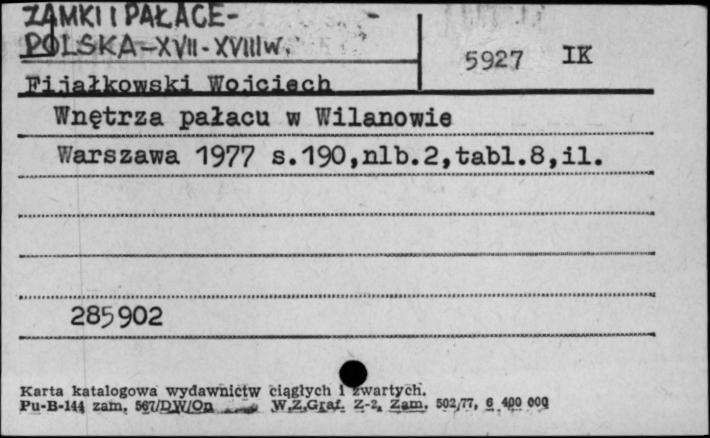 ZAMKI I PAŁACE-
POLSKA-XVII-XVIIIw.
5927 IK
Fijałkowski Wojciech
Wnętrza pałacu w Wilanowie
Warszawa 1977 s.190,nlb.2,tabl.8,il.
285902
Karta katalogowa wydawnictw ciągłych i zwartych.
Pu-B-144 zam. 567/DW/On W.Z.Graf. Z-2, Zam. 502/77, 6 400 000